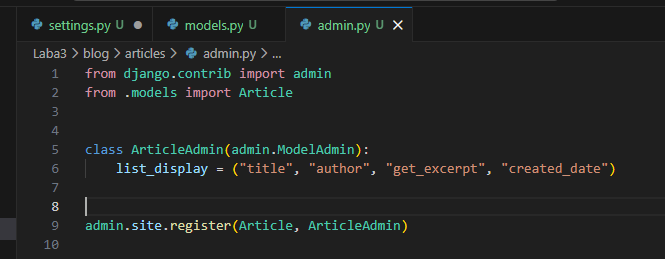 settings.py U
models.py U
admin.py U
Laba3 > blog > articles > admin.py > ...
1 from django.contrib import admin
2 from .models import Article
3
4
5 class ArticleAdmin(admin.ModelAdmin):
6     list_display = ("title", "author", "get_excerpt", "created_date")
7
8
9 admin.site.register(Article, ArticleAdmin)
10